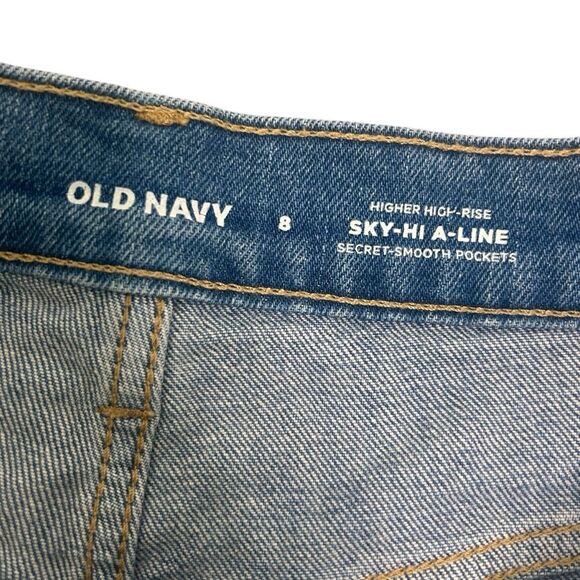 OLD NAVY
8
HIGHER HIGH-RISE
SKY-HI A-LINE
SECRET-SMOOTH POCKETS